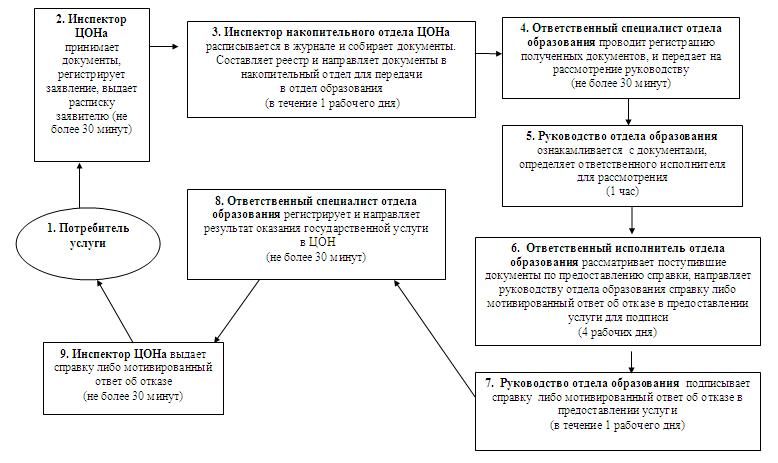 1. Потребитель
услуги
2. Инспектор
ЦОНа
принимает
документы,
регистрирует
заявление, выдает
расписку
заявителю (не
более 30 минут)
3. Инспектор накопительного отдела ЦОНа
расписывается в журнале и собирает документы.
Составляет реестр и направляет документы в
накопительный отдел для передачи
в отдел образования
(в течение 1 рабочего дня)
4. Ответственный специалист отдела
образования проводит регистрацию
полученных документов, и передает на
рассмотрение руководству
(не более 30 минут)
5. Руководство отдела образования
ознакамливается с документами,
определяет ответственного исполнителя
для рассмотрения
(1 час)
6. Ответственный исполнитель отдела
образования рассматривает поступившие
документы по предоставлению справки, направляет
руководству отдела образования справку либо
мотивированный ответ об отказе в предоставлении
услуги для подписи
(4 рабочих дня)
7. Руководство отдела образования подписывает
справку либо мотивированный ответ об отказе в
предоставлении услуги
(в течение 1 рабочего дня)
8. Ответственный специалист отдела
образования регистрирует и направляет
результат оказания государственной услуги
в ЦОН
(не более 30 минут)
9. Инспектор ЦОНа выдает
справку либо мотивированный
ответ об отказе
(не более 30 минут)